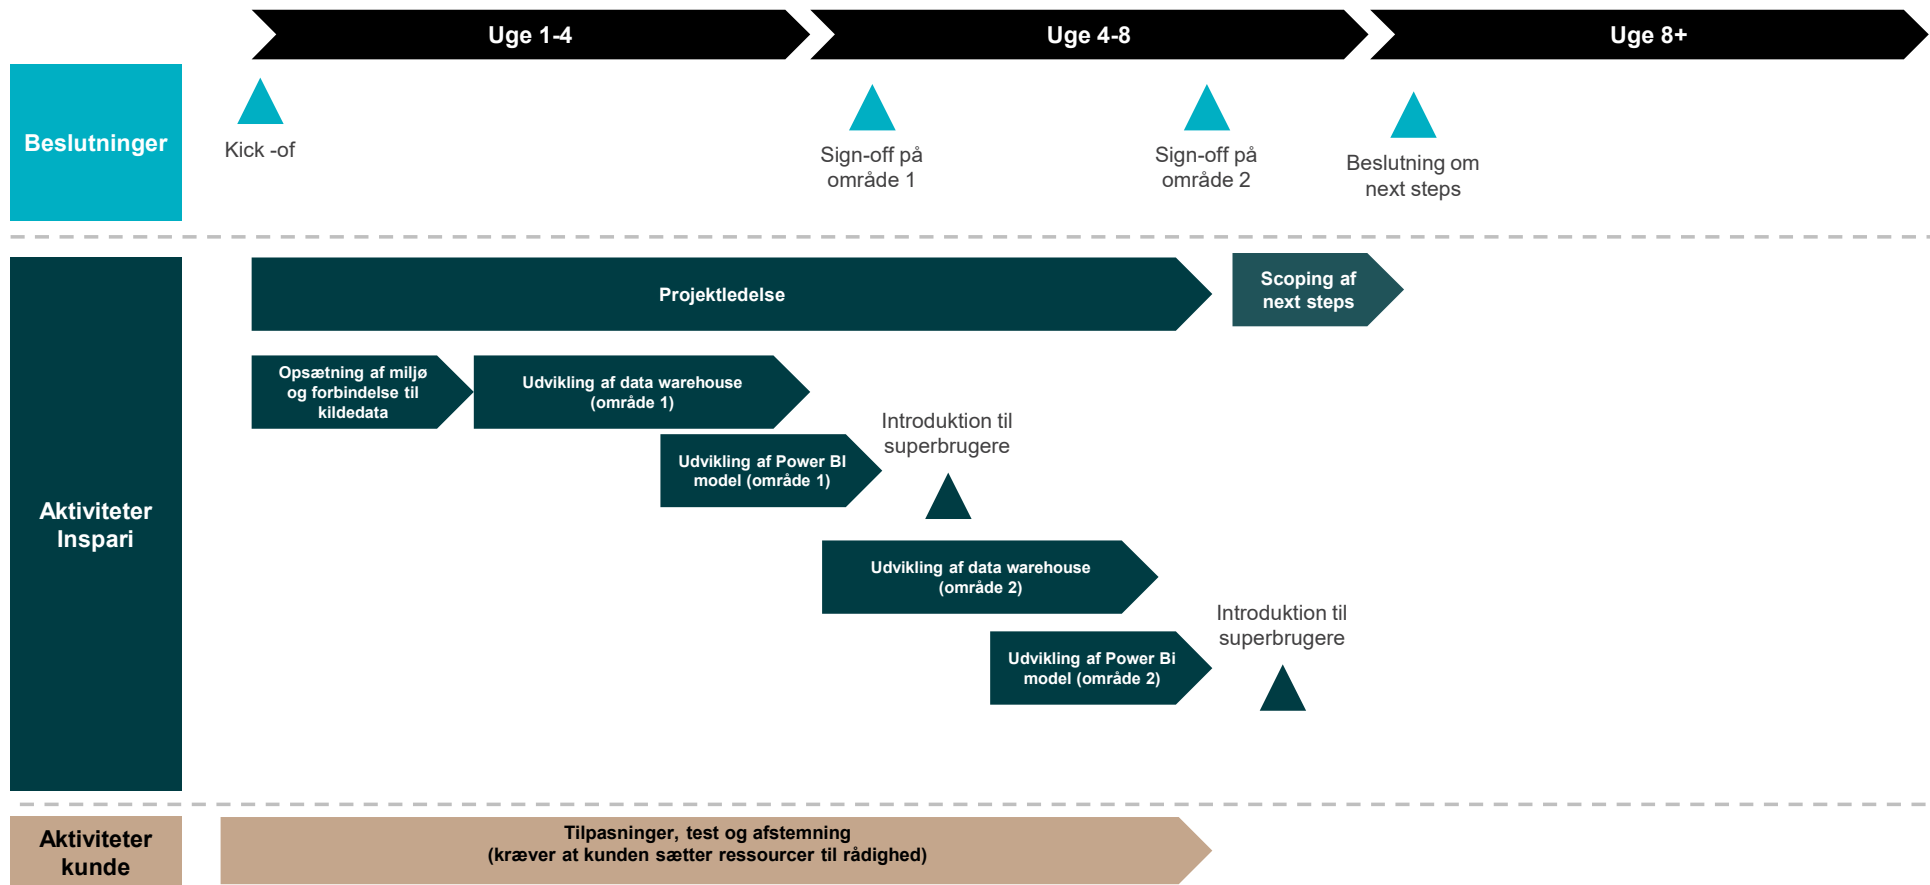 Uge 1-4
Uge 4-8
Uge 8+
Beslutninger
Kick -of
Sign-off på
område 1
Sign-off på
område 2
Beslutning om
next steps
Aktiviteter
Inspari
Projektledelse
Scoping af
next steps
Opsætning af miljø
og forbindelse til
kildedata
Udvikling af data warehouse
(område 1)
Udvikling af Power BI
model (område 1)
Introduktion til
superbrugere
Udvikling af data warehouse
(område 2)
Udvikling af Power Bi
model (område 2)
Introduktion til
superbrugere
Aktiviteter
kunde
Tilpasninger, test og afstemning
(kræver at kunden sætter ressourcer til rådighed)